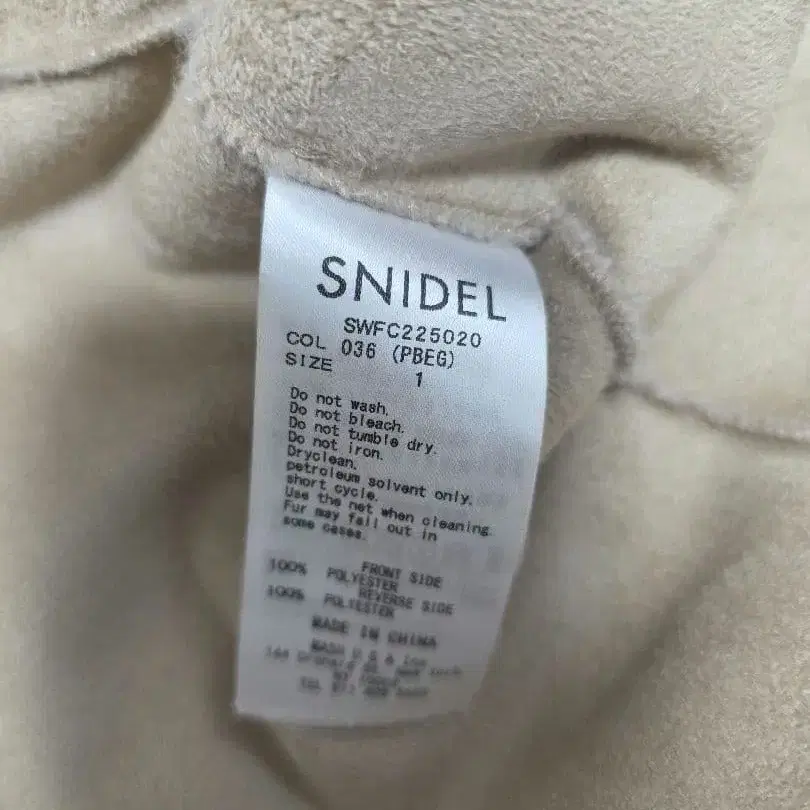 SNIDEL
SWFC225020
COL 036 (PBEG)
SIZE 1
Do not wash.
Do not bleach.
Do not tumble dry.
Do not iron.
Dryclean.
petroleum solvent only.
short cycle.
Use the net when cleaning.
Fur may fall out in
some cases.
FRONT SIDE
100% POLYESTER
REVERSE SIDE
100% POLYESTER
MADE IN CHINA
MASH U S A Inc